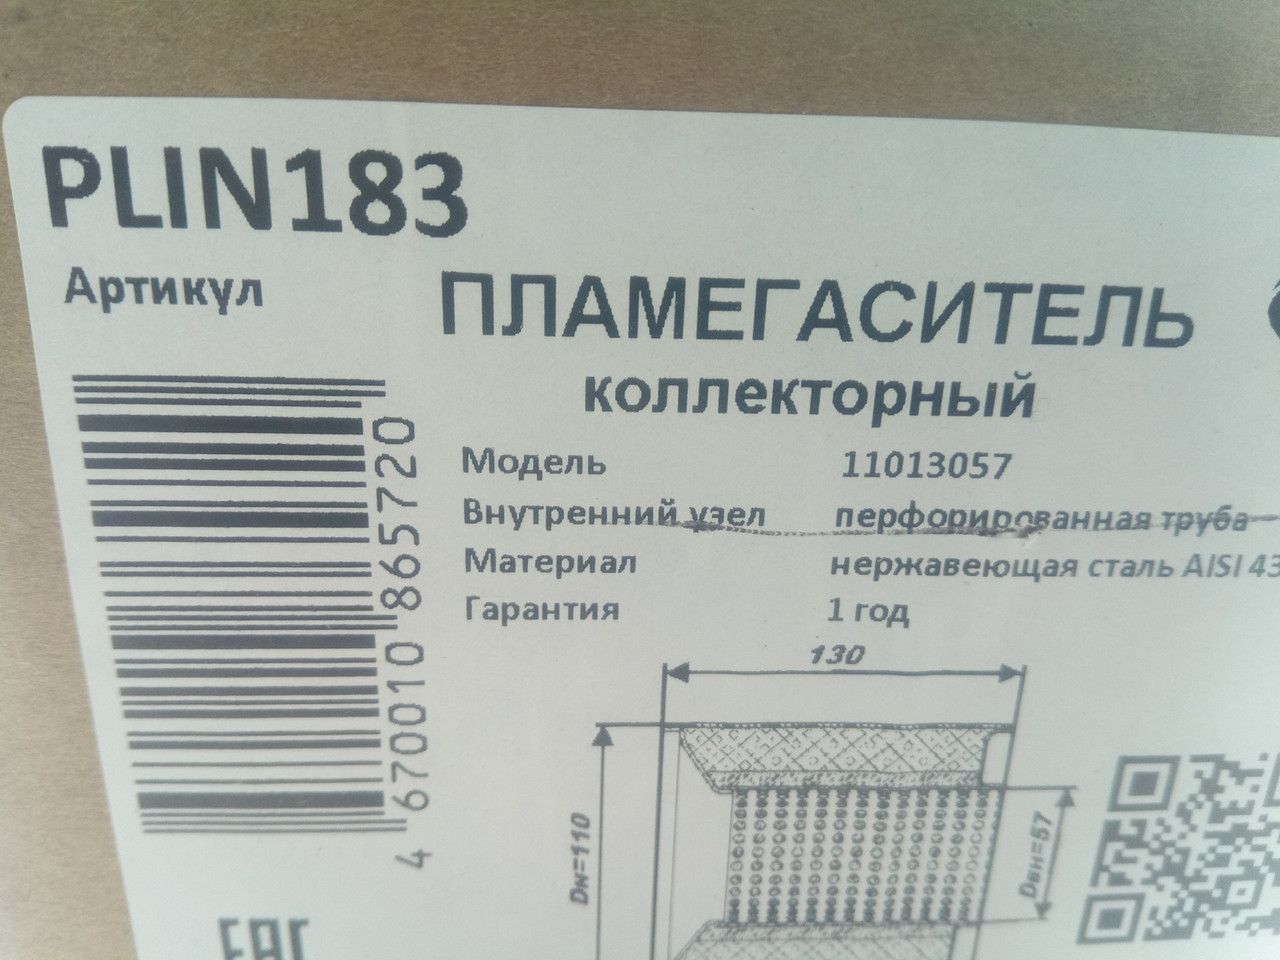 PLIN183
Артикул
ПЛАМЕГАСИТЕЛЬ
коллекторный
Модель 11013057
Внутренний узел перфорированная труба
Материал нержавеющая сталь AISI 43
Гарантия 1 год
4 670010 865720
130
Dн=110
Dвн=57
EAC